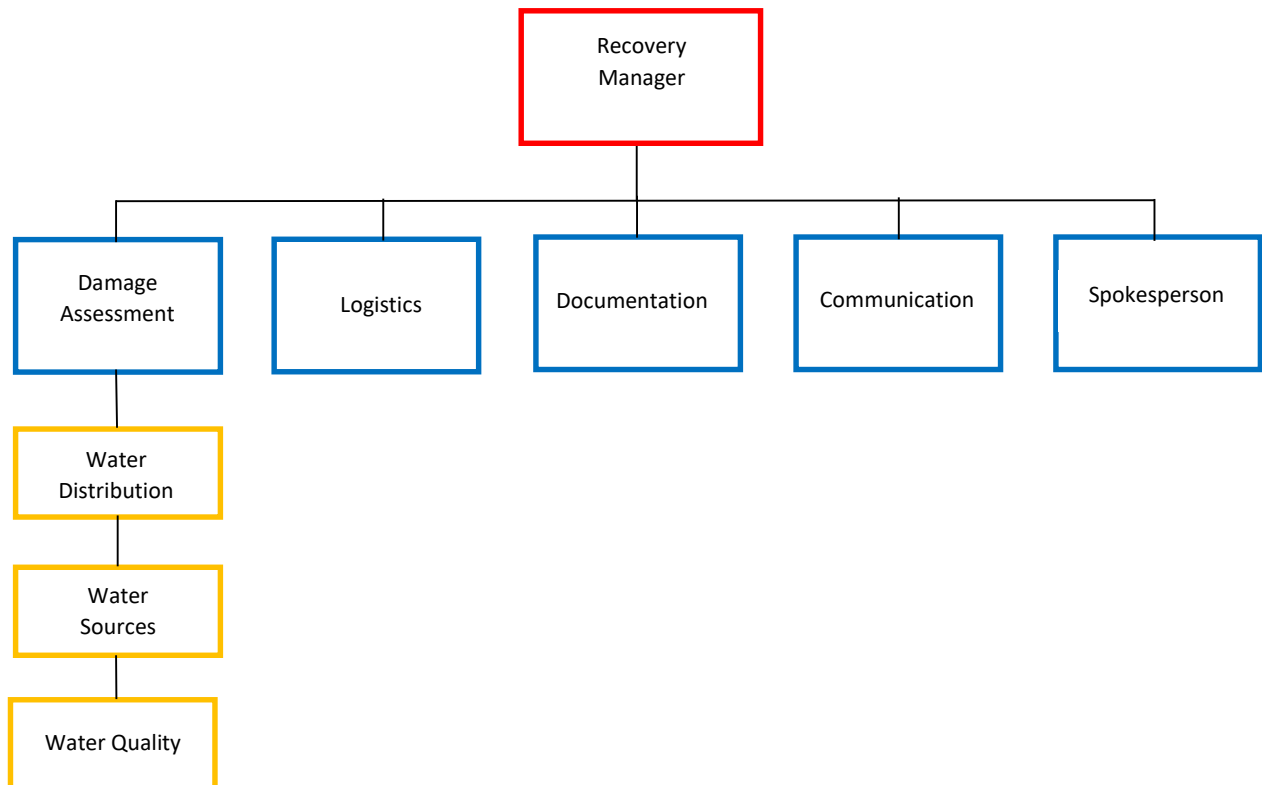 Recovery
Manager
Damage
Assessment
Logistics
Documentation
Communication
Spokesperson
Water
Distribution
Water
Sources
Water Quality